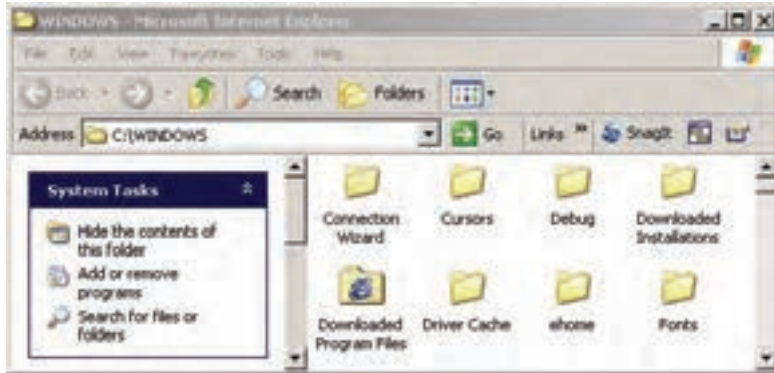 WINDOWS - Microsoft Internet Explorer
File Edit View Favorites Tools Help
Back Search Folders
Address C:\WINDOWS Go Links » SnagIt
System Tasks
Hide the contents of
this folder
Add or remove
programs
Search for files or
folders
Connection
Wizard
Cursors
Debug
Downloaded
Installations
Downloaded
Program Files
Driver Cache
ehome
Fonts